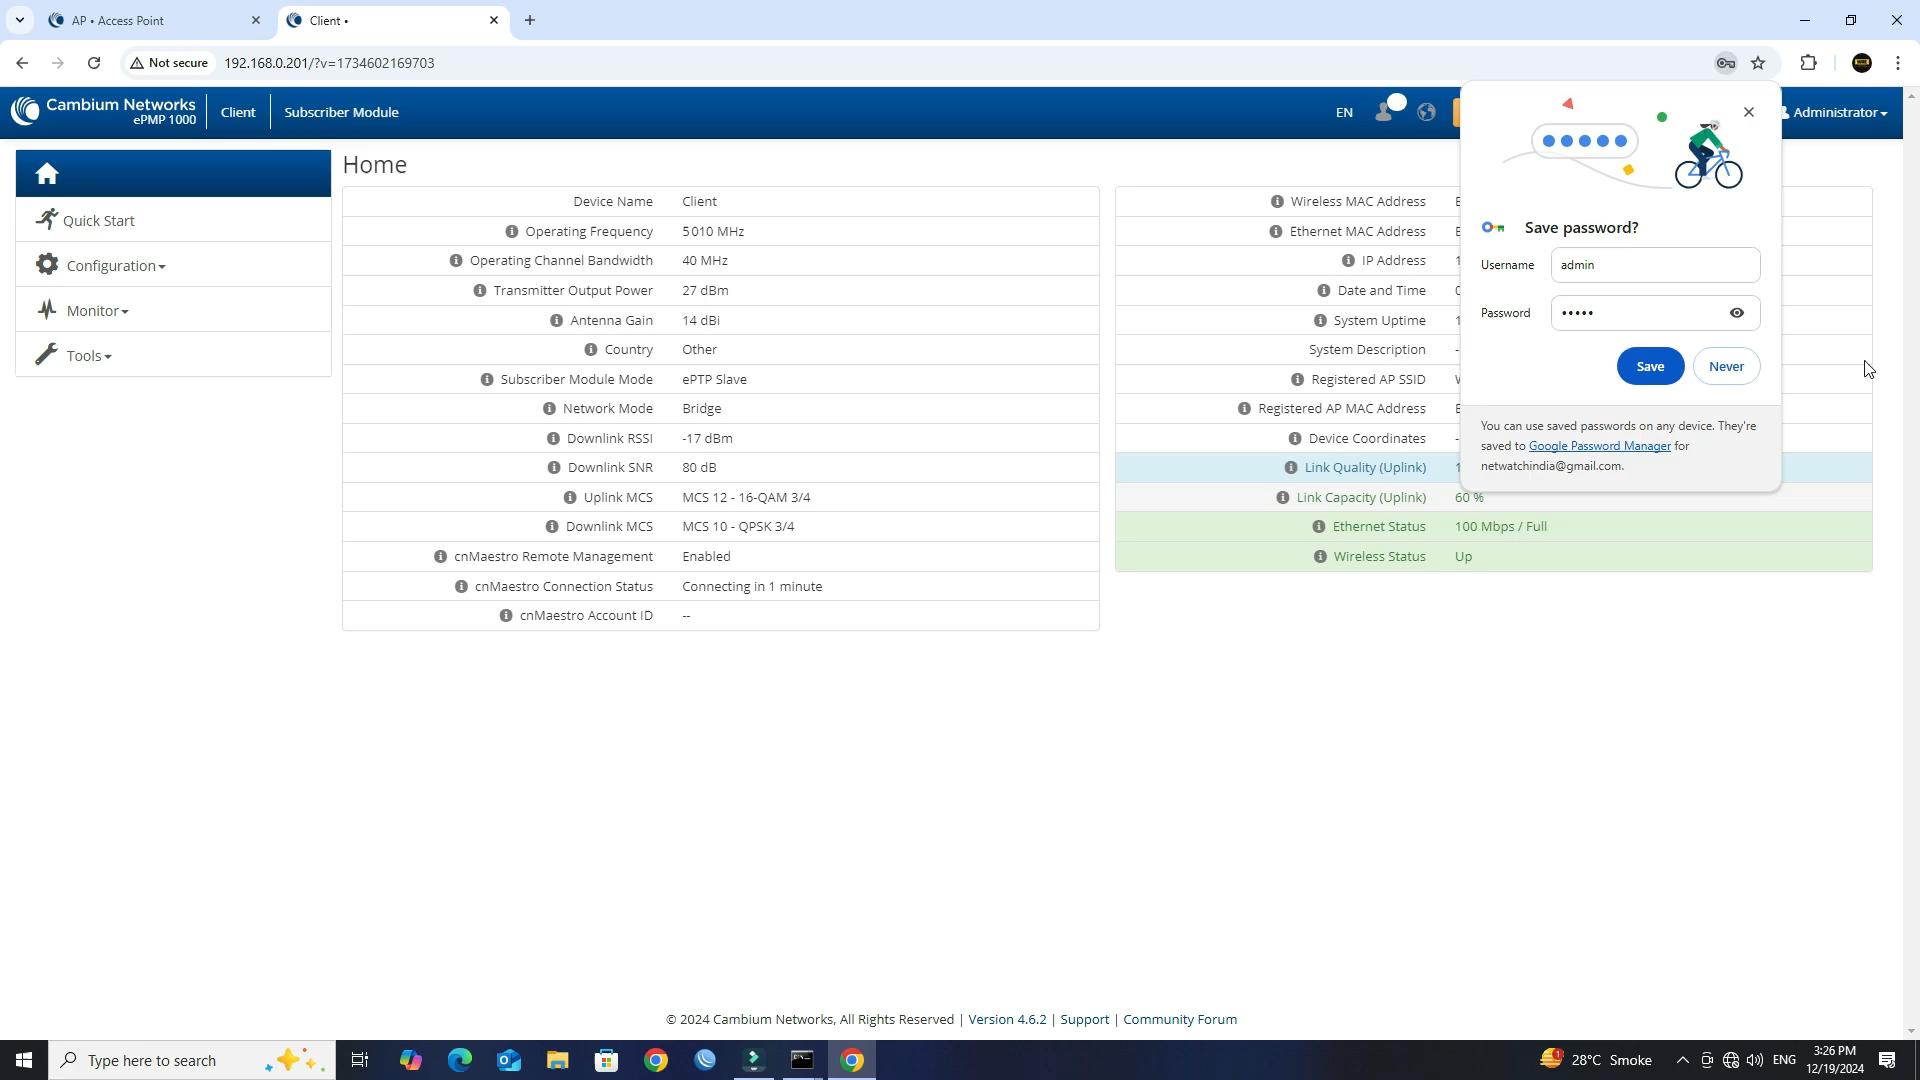 AP • Access Point
Client •
Not secure
192.168.0.201/?v=1734602169703
Cambium Networks
ePMP 1000
Client
Subscriber Module
EN
Administrator
Quick Start
Configuration
Monitor
Tools
Home
Device Name Client
Operating Frequency 5010 MHz
Operating Channel Bandwidth 40 MHz
Transmitter Output Power 27 dBm
Antenna Gain 14 dBi
Country Other
Subscriber Module Mode ePTP Slave
Network Mode Bridge
Downlink RSSI -17 dBm
Downlink SNR 80 dB
Uplink MCS MCS 12 - 16-QAM 3/4
Downlink MCS MCS 10 - QPSK 3/4
cnMaestro Remote Management Enabled
cnMaestro Connection Status Connecting in 1 minute
cnMaestro Account ID --
Wireless MAC Address
Ethernet MAC Address
IP Address
Date and Time
System Uptime
System Description
Registered AP SSID
Registered AP MAC Address
Device Coordinates
Link Quality (Uplink)
Link Capacity (Uplink) 60 %
Ethernet Status 100 Mbps / Full
Wireless Status Up
Save password?
Username admin
Password •••••
Save
Never
You can use saved passwords on any device. They're
saved to Google Password Manager for
netwatchindia@gmail.com.
© 2024 Cambium Networks, All Rights Reserved | Version 4.6.2 | Support | Community Forum
Type here to search
28°C Smoke
ENG
3:26 PM
12/19/2024